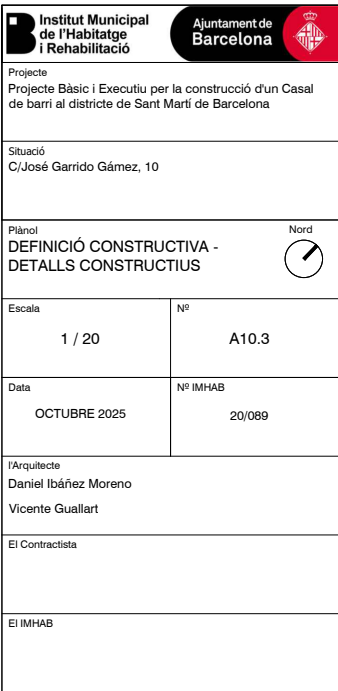 Institut Municipal
de l'Habitatge
i Rehabilitació
Ajuntament de
Barcelona
Projecte
Projecte Bàsic i Executiu per la construcció d'un Casal
de barri al districte de Sant Martí de Barcelona
Situació
C/José Garrido Gámez, 10
Plànol
Nord
DEFINICIÓ CONSTRUCTIVA -
DETALLS CONSTRUCTIUS
Escala
Nº
1 / 20
A10.3
Data
Nº IMHAB
OCTUBRE 2025
20/089
l'Arquitecte
Daniel Ibáñez Moreno
Vicente Guallart
El Contractista
El IMHAB